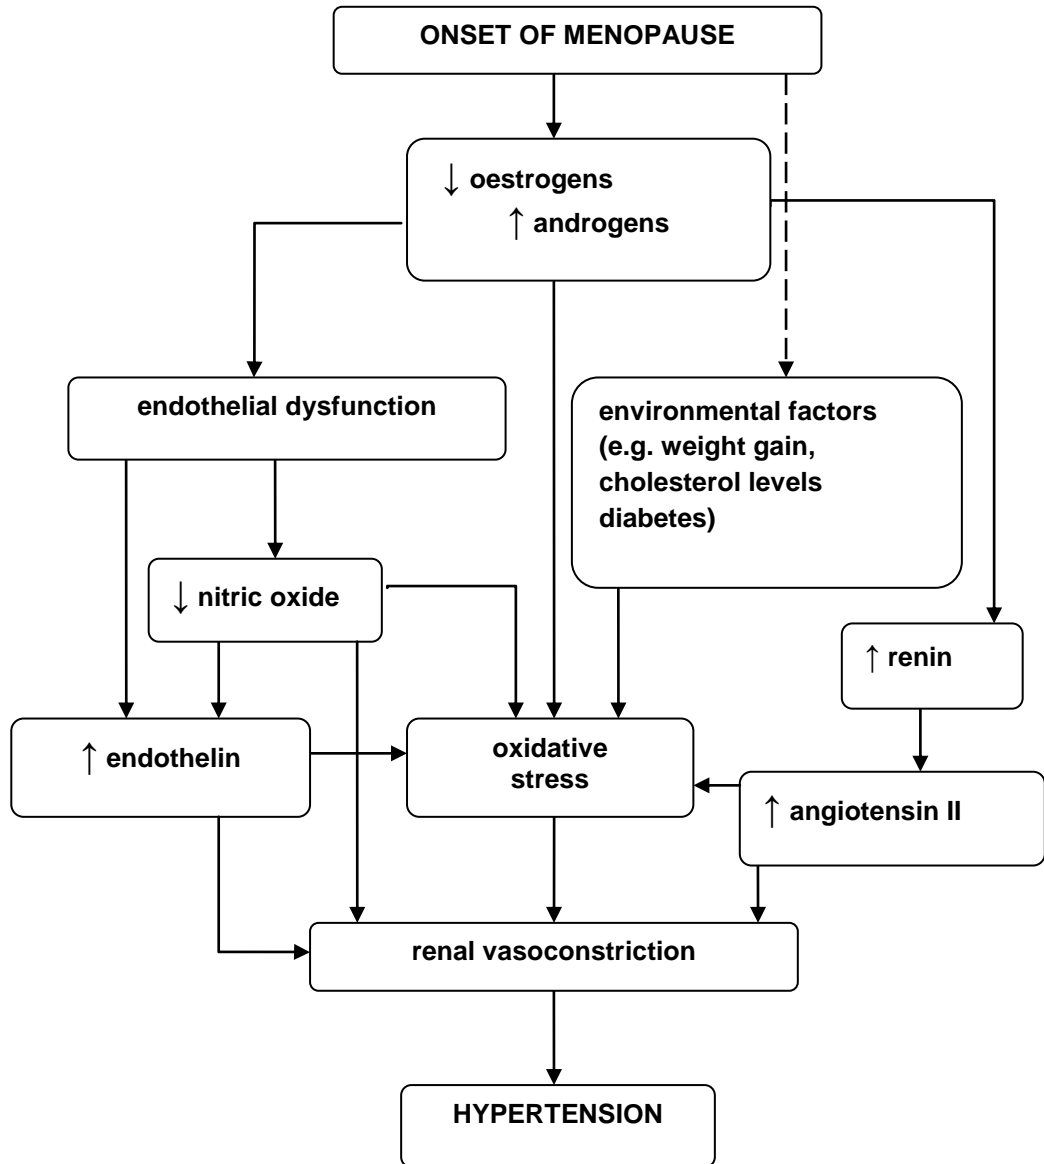 ONSET OF MENOPAUSE
↓ oestrogens
↑ androgens
endothelial dysfunction
environmental factors
(e.g. weight gain,
cholesterol levels
diabetes)
↓ nitric oxide
↑ renin
↑ endothelin
oxidative
stress
↑ angiotensin II
renal vasoconstriction
HYPERTENSION